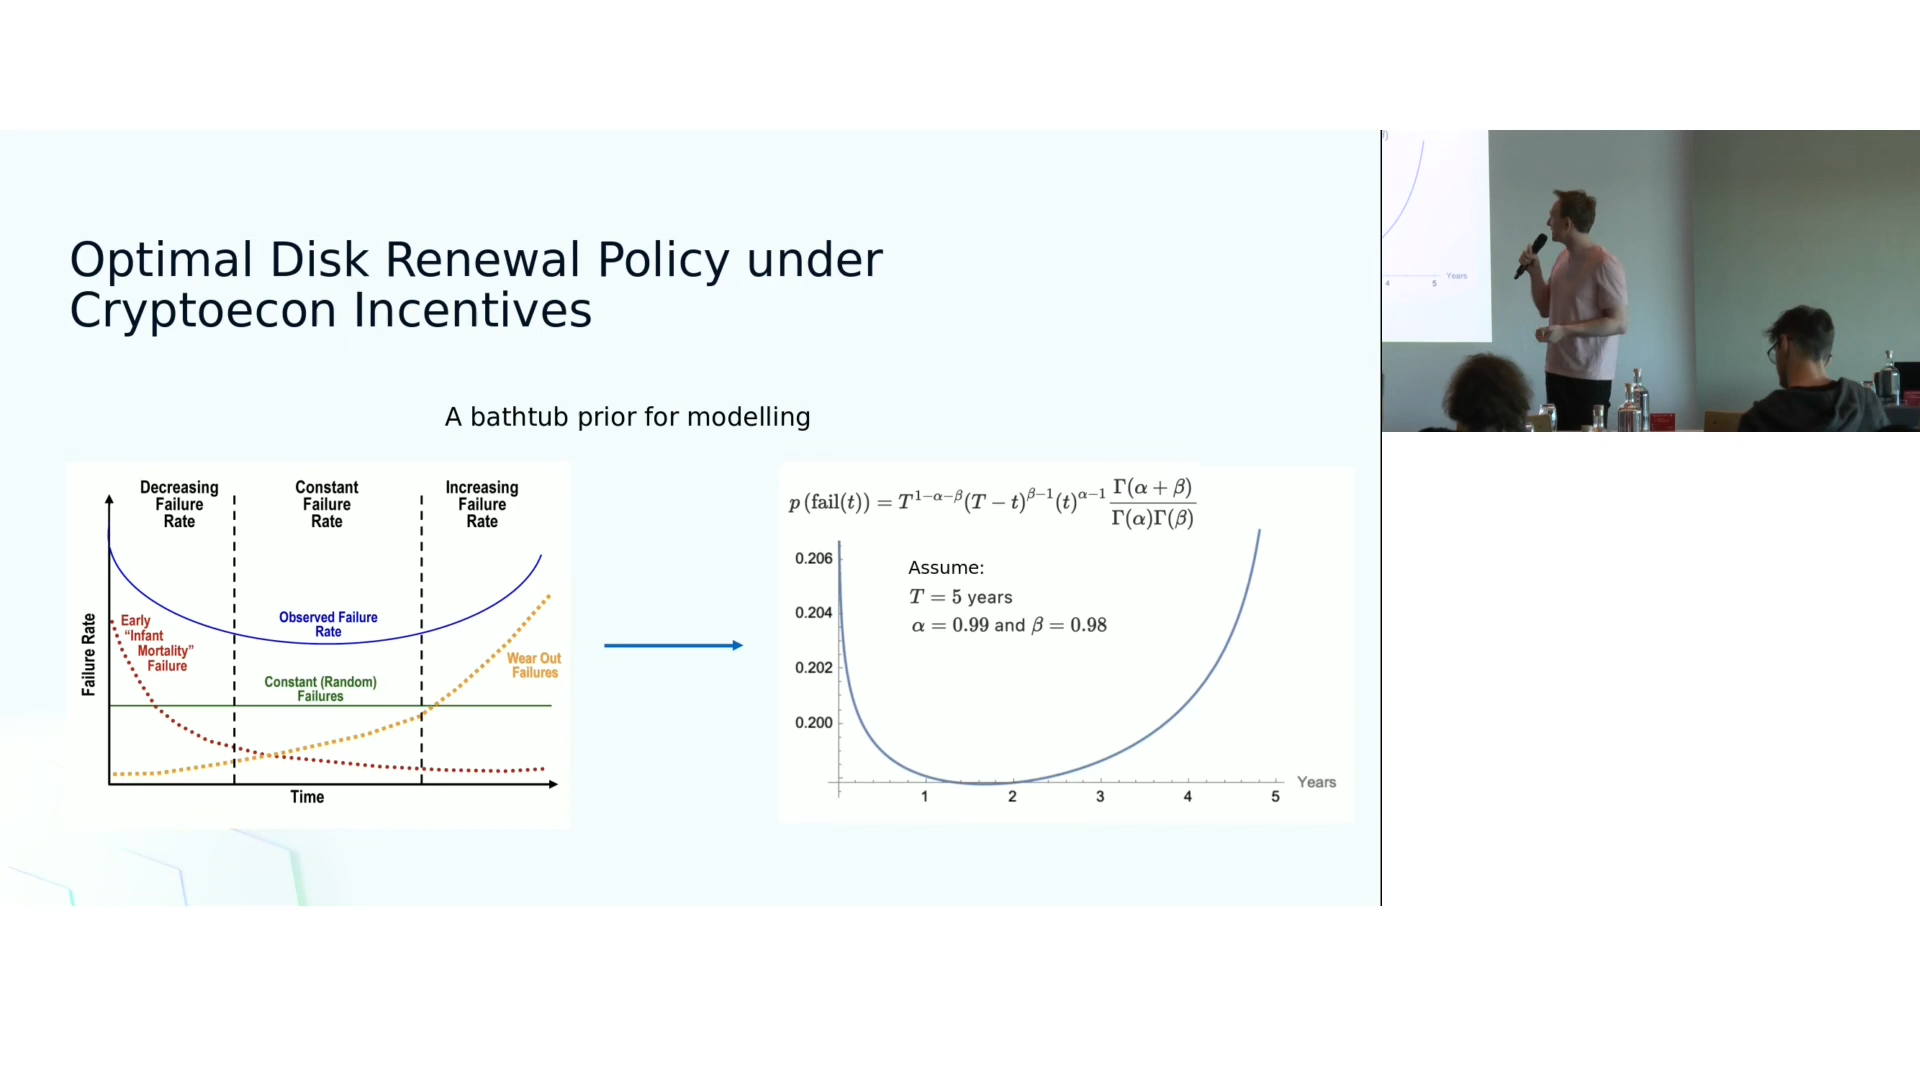 Optimal Disk Renewal Policy under
Cryptoecon Incentives
A bathtub prior for modelling
Decreasing
Failure
Rate
Constant
Failure
Rate
Increasing
Failure
Rate
Failure Rate
Early
“Infant
Mortality”
Failure
Observed Failure
Rate
Constant (Random)
Failures
Wear Out
Failures
Time
p (fail(t)) = T^{1−α−β}(T − t)^{β−1}(t)^{α−1} Γ(α + β) / Γ(α)Γ(β)
Assume:
T = 5 years
α = 0.99 and β = 0.98
0.206
0.204
0.202
0.200
1 2 3 4 5
Years
Years
4 5